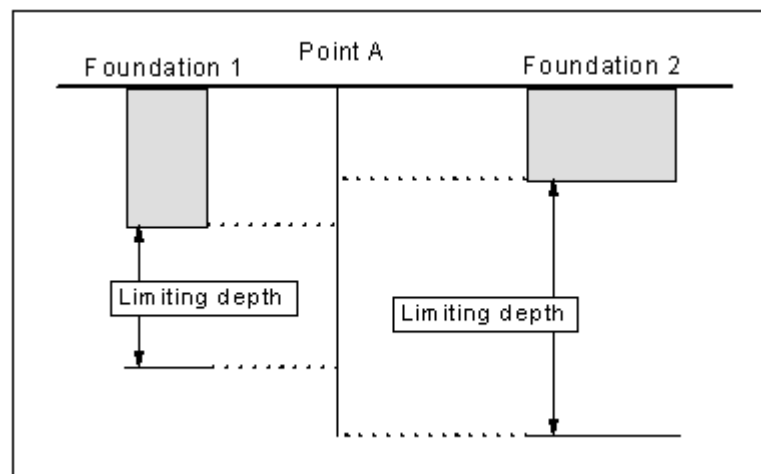 Point A
Foundation 1
Foundation 2
Limiting depth
Limiting depth